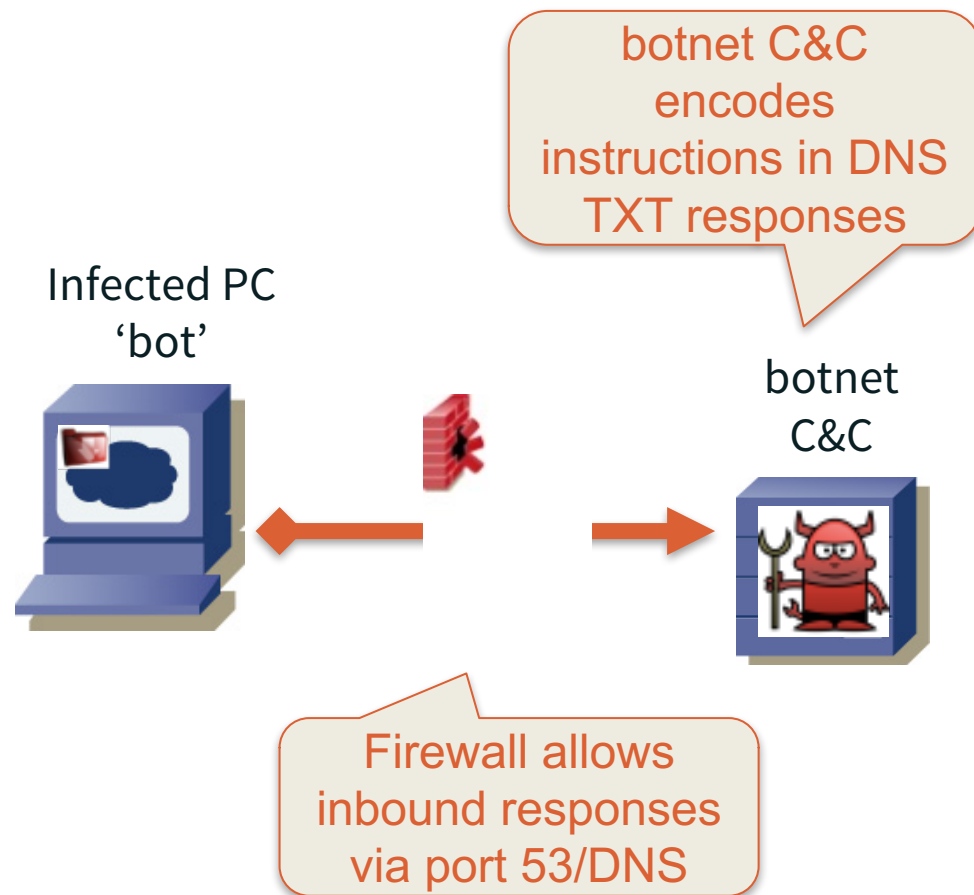 botnet C&C
encodes
instructions in DNS
TXT responses
Infected PC
‘bot’
botnet
C&C
Firewall allows
inbound responses
via port 53/DNS